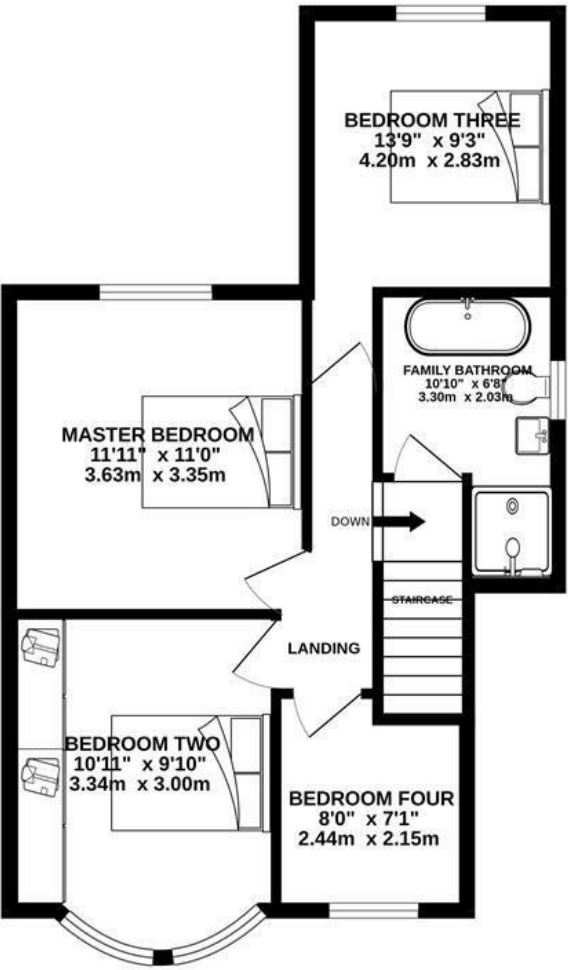 BEDROOM THREE
13'9" x 9'3"
4.20m x 2.83m
FAMILY BATHROOM
10'10" x 6'8"
3.30m x 2.03m
MASTER BEDROOM
11'11" x 11'0"
3.63m x 3.35m
DOWN
STAIRCASE
LANDING
BEDROOM TWO
10'11" x 9'10"
3.34m x 3.00m
BEDROOM FOUR
8'0" x 7'1"
2.44m x 2.15m